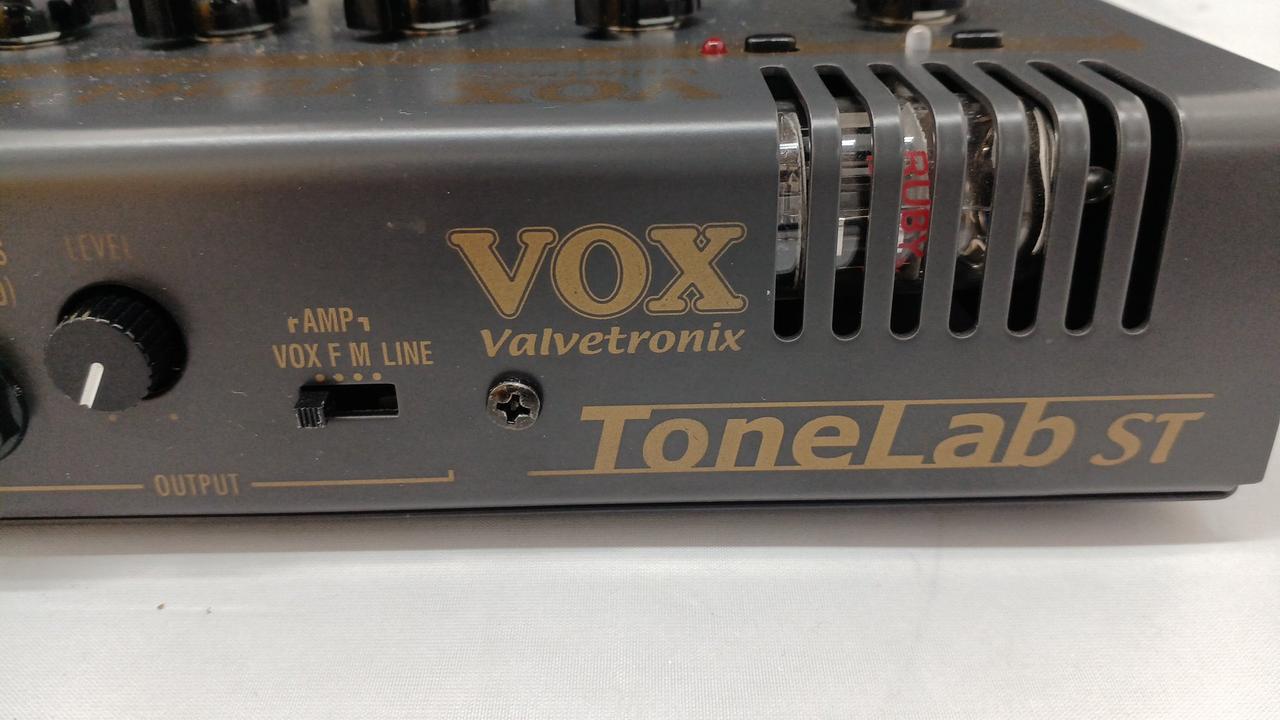 VOX
LEVEL
VOX
Valvetronix
AMP
VOX F M LINE
ToneLab ST
OUTPUT
RUBY